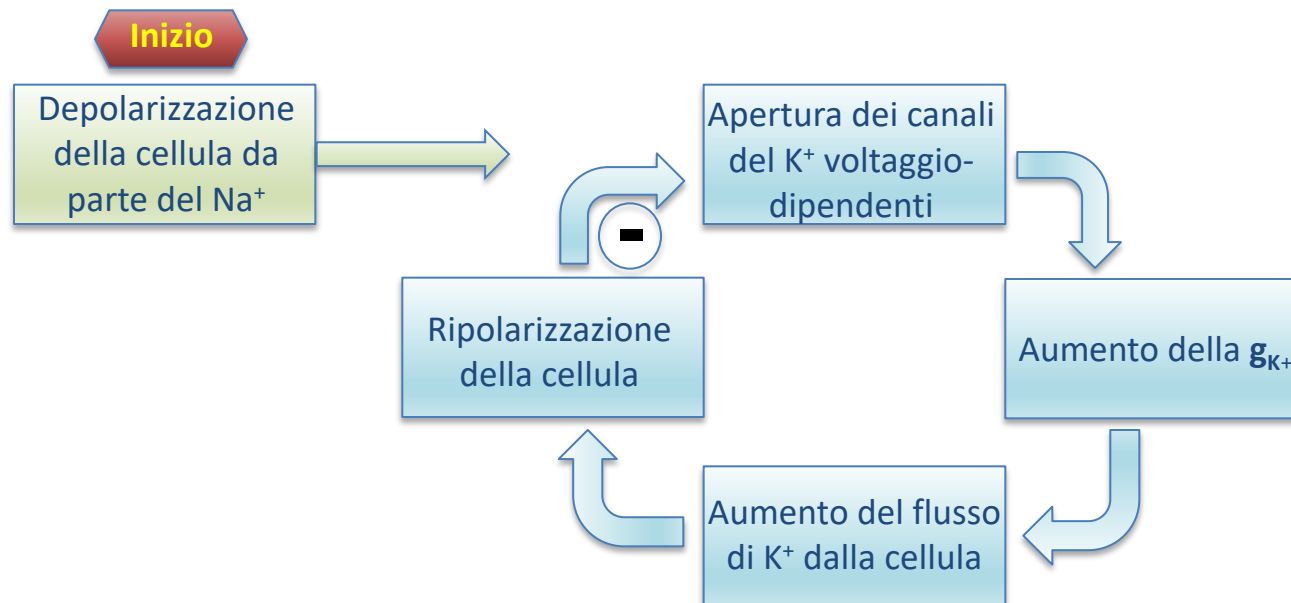 Inizio
Depolarizzazione
della cellula da
parte del Na⁺
Apertura dei canali
del K⁺ voltaggio-
dipendenti
-
Ripolarizzazione
della cellula
Aumento della gK+
Aumento del flusso
di K⁺ dalla cellula